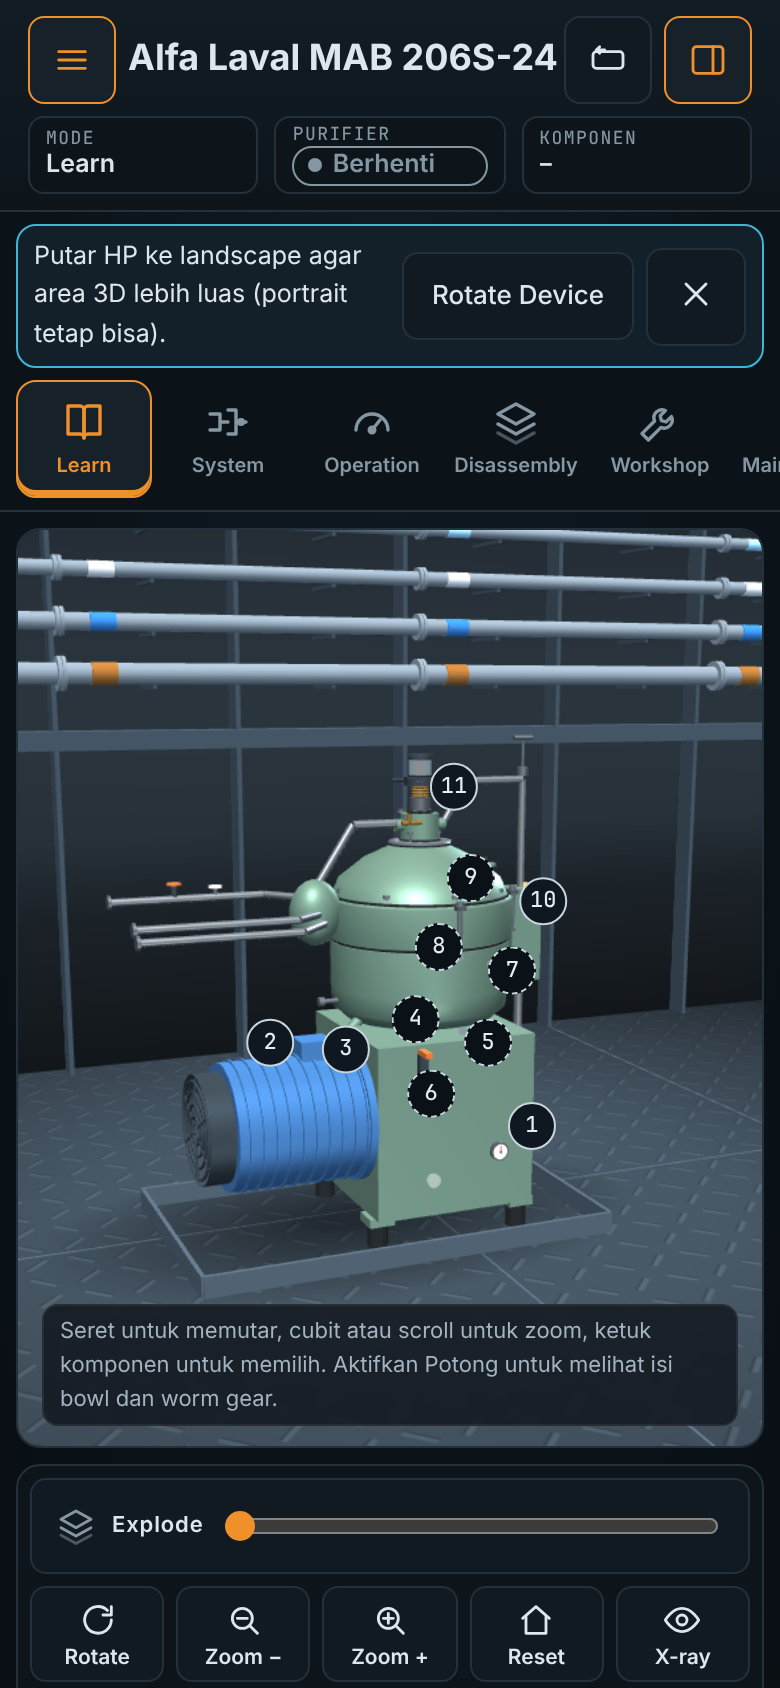 Alfa Laval MAB 206S-24
MODE
Learn
PURIFIER
Berhenti
KOMPONEN
–
Putar HP ke landscape agar
area 3D lebih luas (portrait
tetap bisa).
Rotate Device
Learn
System
Operation
Disassembly
Workshop
Mai
11
9
10
8
7
4
5
2
3
6
1
Seret untuk memutar, cubit atau scroll untuk zoom, ketuk
komponen untuk memilih. Aktifkan Potong untuk melihat isi
bowl dan worm gear.
Explode
Rotate
Zoom –
Zoom +
Reset
X-ray